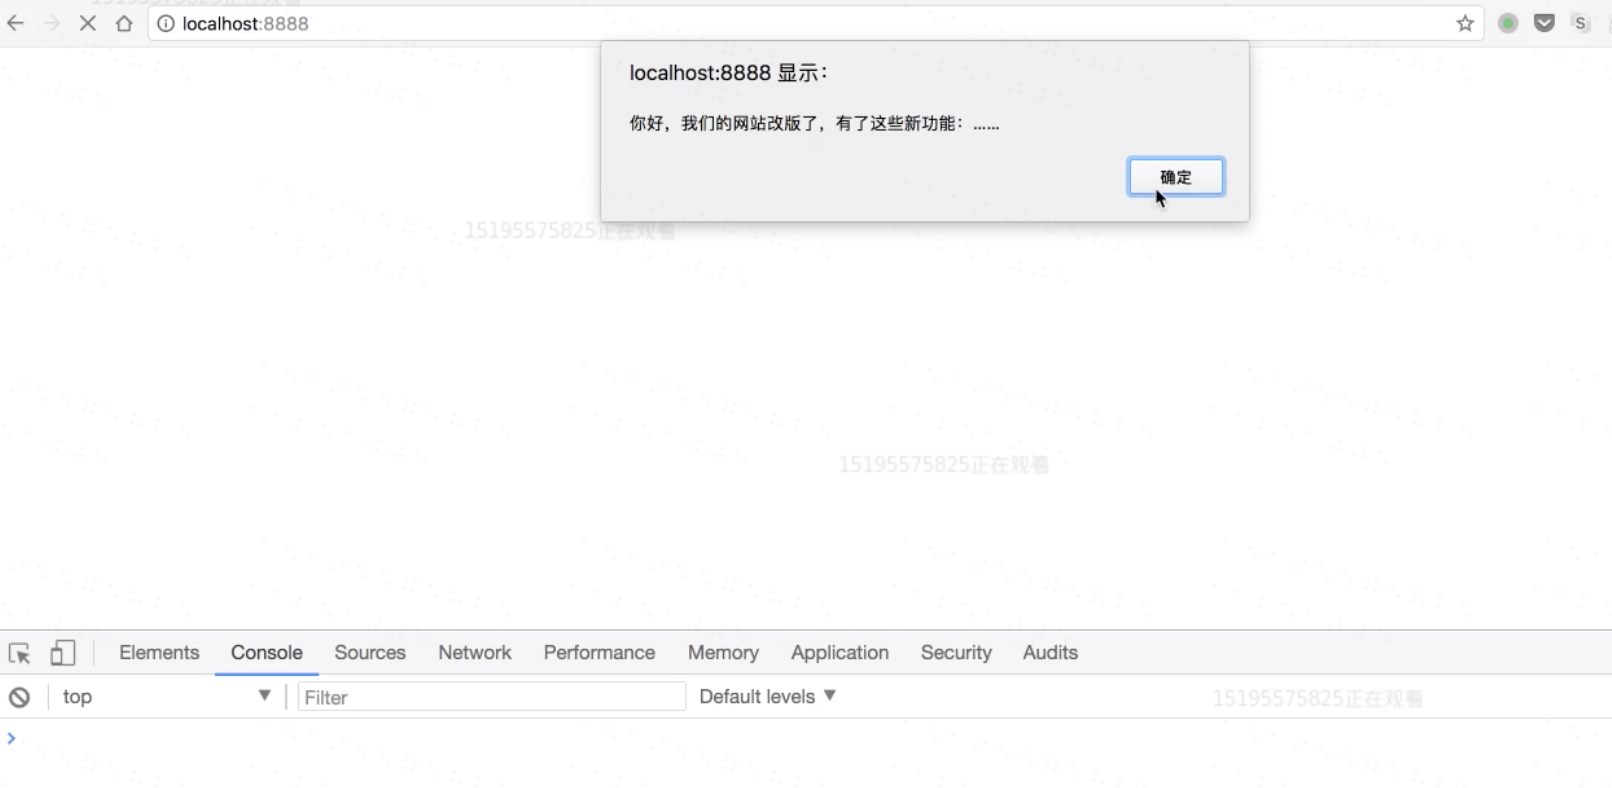 localhost:8888
S
localhost:8888 显示：
你好，我们的网站改版了，有了这些新功能：……
确定
15195575825正在观看
15195575825正在观看
Elements Console Sources Network Performance Memory Application Security Audits
top Filter Default levels
15195575825正在观看